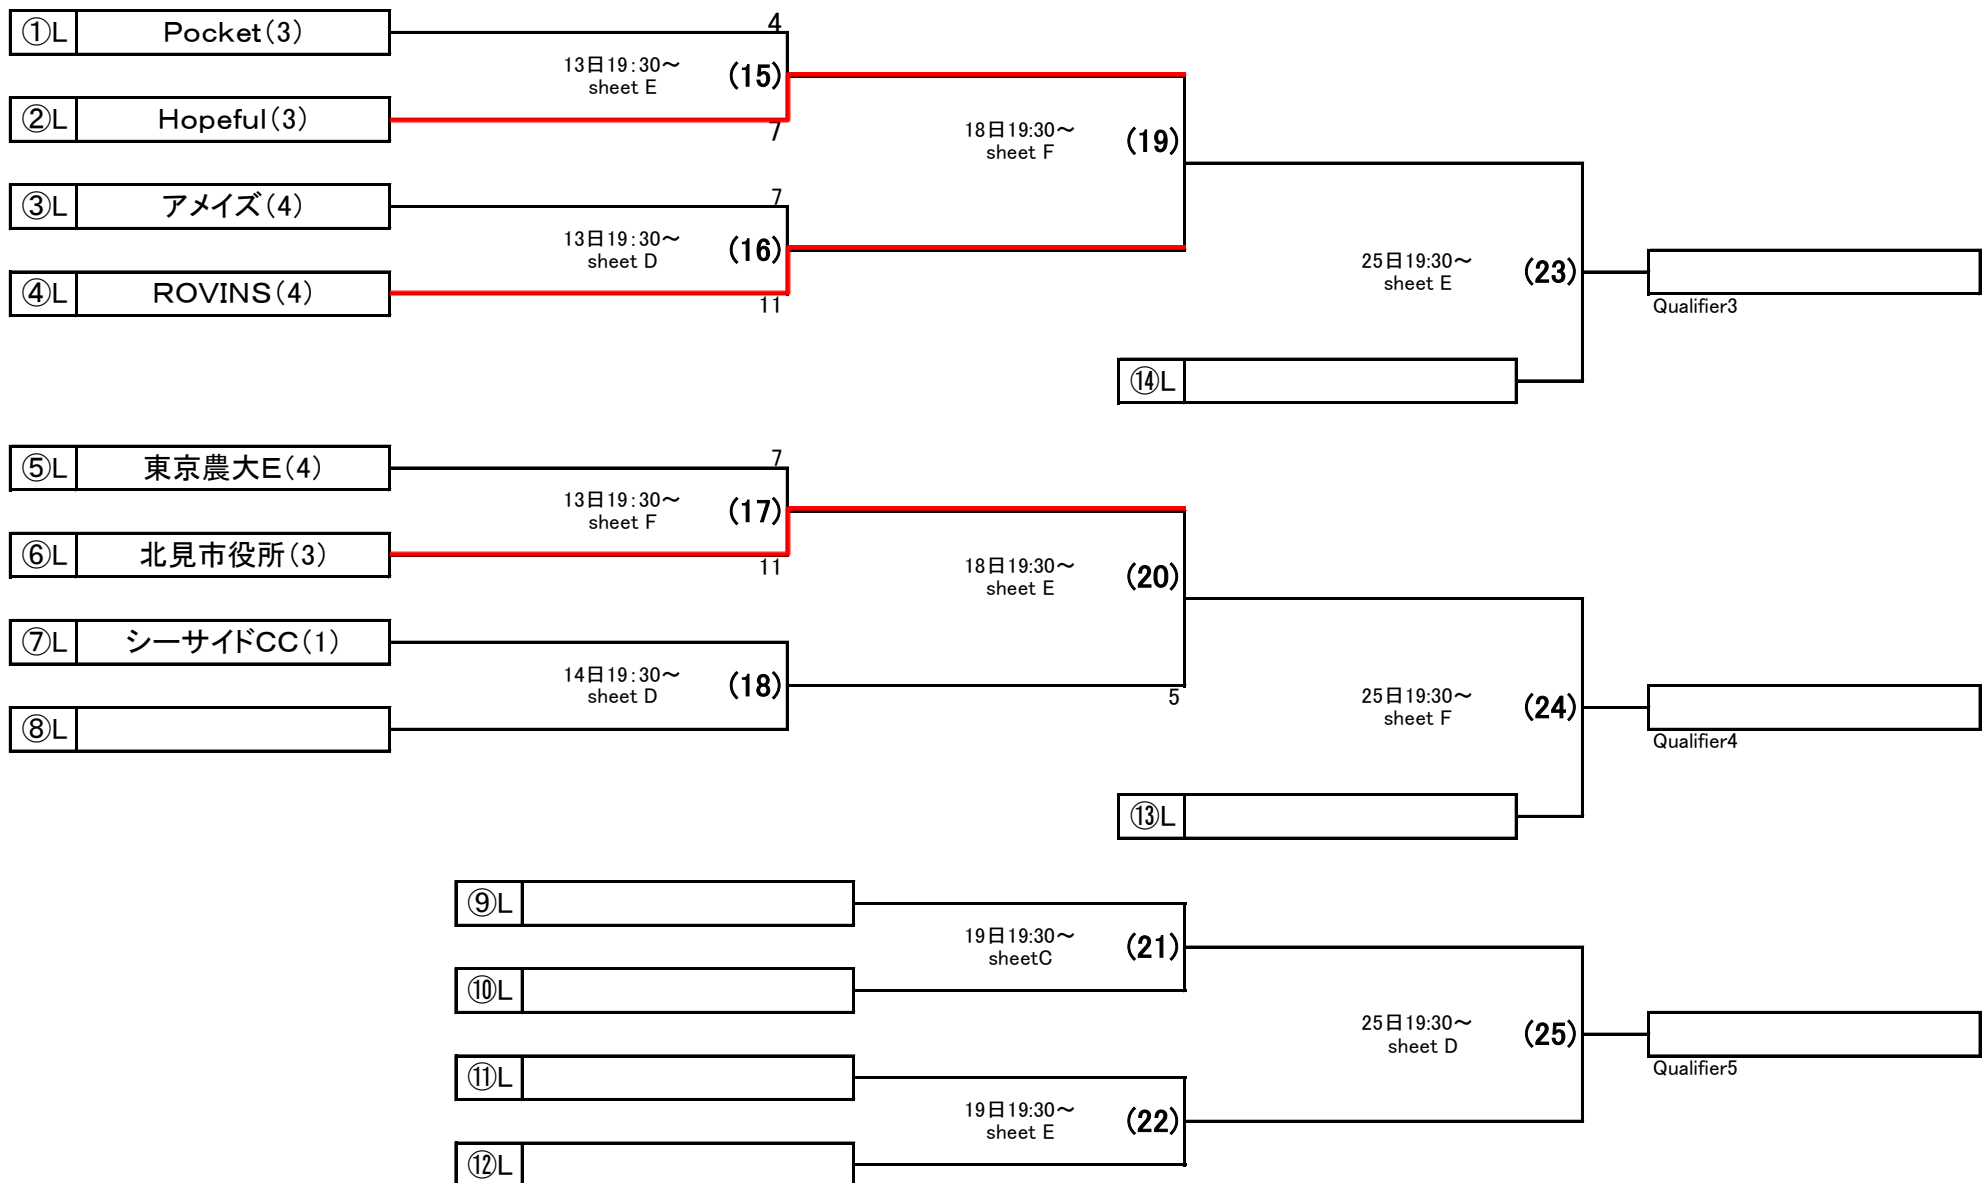 ①L Pocket(3)
4
13日19:30～
sheet E
(15)
②L Hopeful(3)
7
18日19:30～
sheet F
(19)
③L アメイズ(4)
7
13日19:30～
sheet D
(16)
④L ROVINS(4)
11
25日19:30～
sheet E
(23)
Qualifier3
⑭L
⑤L 東京農大E(4)
7
13日19:30～
sheet F
(17)
⑥L 北見市役所(3)
11
18日19:30～
sheet E
(20)
⑦L シーサイドCC(1)
14日19:30～
sheet D
(18)
5
⑧L
25日19:30～
sheet F
(24)
Qualifier4
⑬L
⑨L
19日19:30～
sheetC
(21)
⑩L
25日19:30～
sheet D
(25)
Qualifier5
⑪L
19日19:30～
sheet E
(22)
⑫L